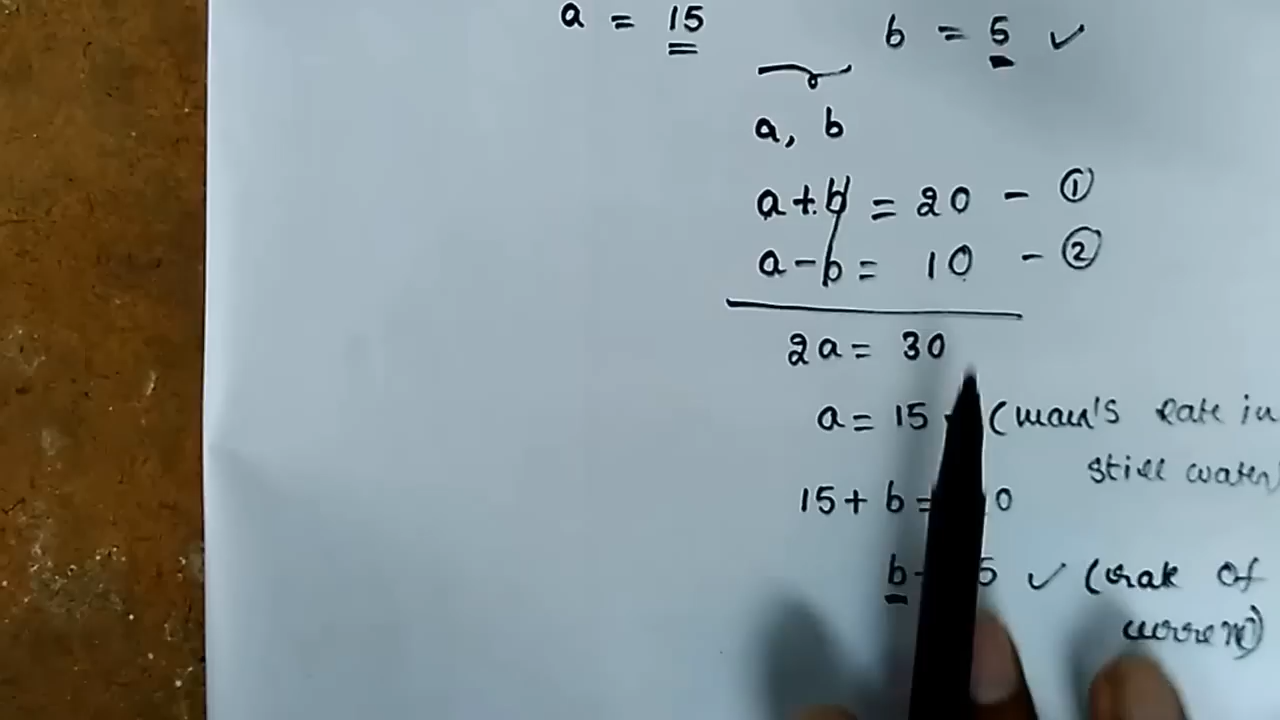 a = 15 b = 5 ✓
a, b
a + b = 20 - ①
a - b = 10 - ②
2a = 30
a = 15 (man's rate in
still water)
15 + b = 0
b 5 ✓ (rate of
current)